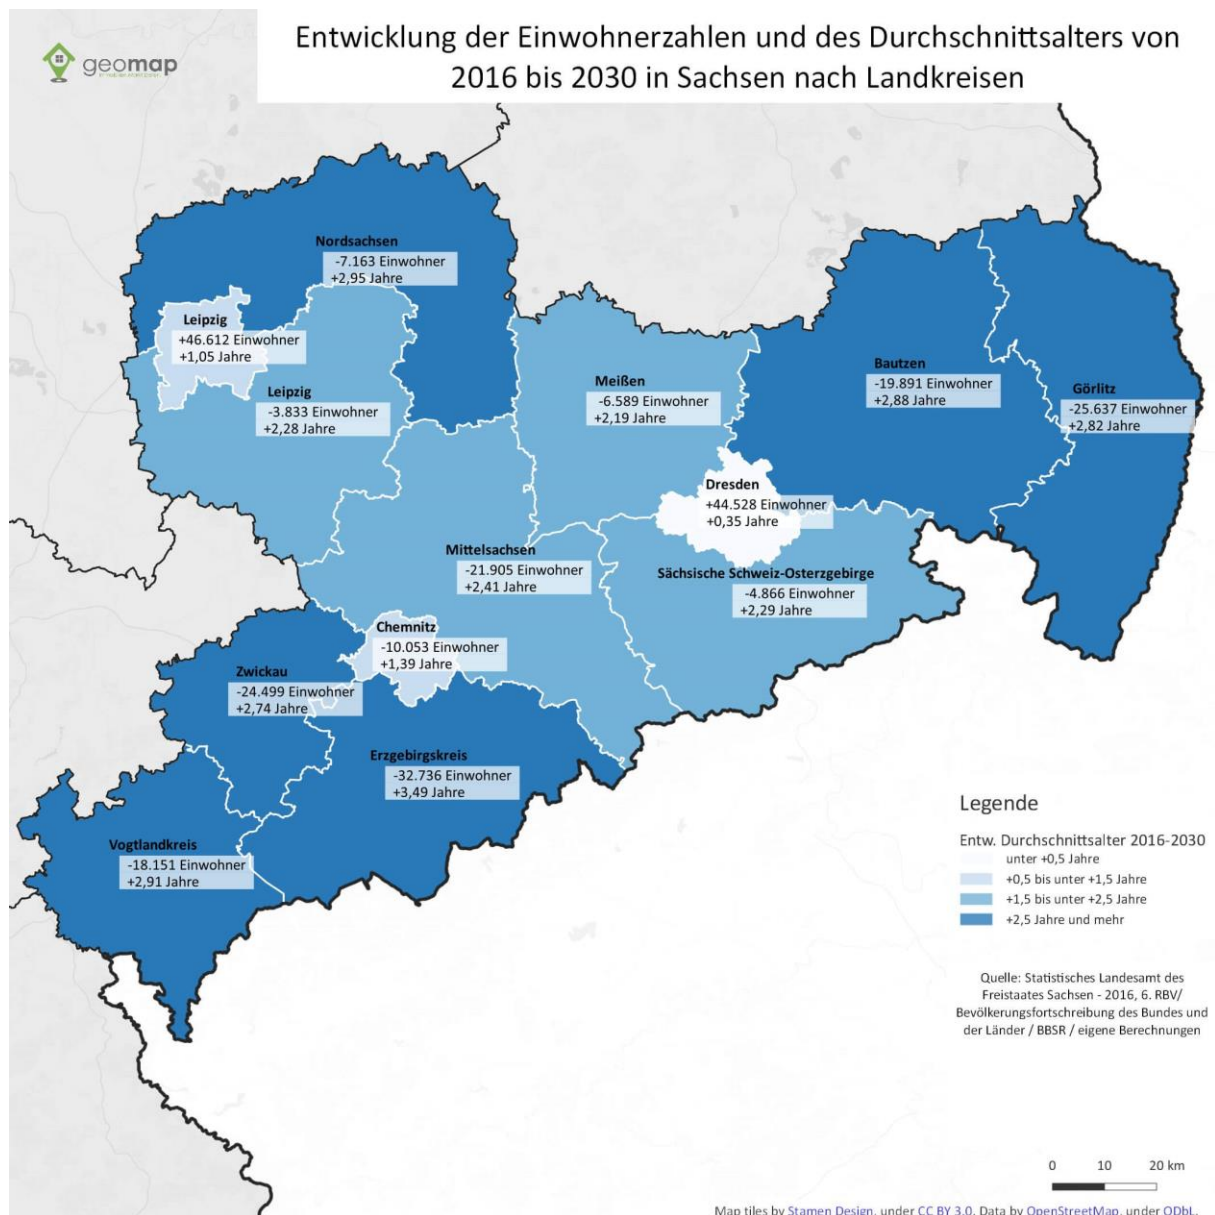 geomap
Entwicklung der Einwohnerzahlen und des Durchschnittsalters von
2016 bis 2030 in Sachsen nach Landkreisen
Nordsachsen
-7.163 Einwohner
+2,95 Jahre
Leipzig
+46.612 Einwohner
+1,05 Jahre
Leipzig
-3.833 Einwohner
+2,28 Jahre
Meißen
-6.589 Einwohner
+2,19 Jahre
Bautzen
-19.891 Einwohner
+2,88 Jahre
Görlitz
-25.637 Einwohner
+2,82 Jahre
Dresden
+44.528 Einwohner
+0,35 Jahre
Mittelsachsen
-21.905 Einwohner
+2,41 Jahre
Sächsische Schweiz-Osterzgebirge
-4.866 Einwohner
+2,29 Jahre
Chemnitz
-10.053 Einwohner
+1,39 Jahre
Zwickau
-24.499 Einwohner
+2,74 Jahre
Erzgebirgskreis
-32.736 Einwohner
+3,49 Jahre
Vogtlandkreis
-18.151 Einwohner
+2,91 Jahre
Legende
Entw. Durchschnittsalter 2016-2030
unter +0,5 Jahre
+0,5 bis unter +1,5 Jahre
+1,5 bis unter +2,5 Jahre
+2,5 Jahre und mehr
Quelle: Statistisches Landesamt des
Freistaates Sachsen - 2016, 6. RBV/
Bevölkerungsfortschreibung des Bundes und
der Länder / BBSR / eigene Berechnungen
0 10 20 km
Map tiles by Stamen Design, under CC BY 3.0. Data by OpenStreetMap, under ODbL.